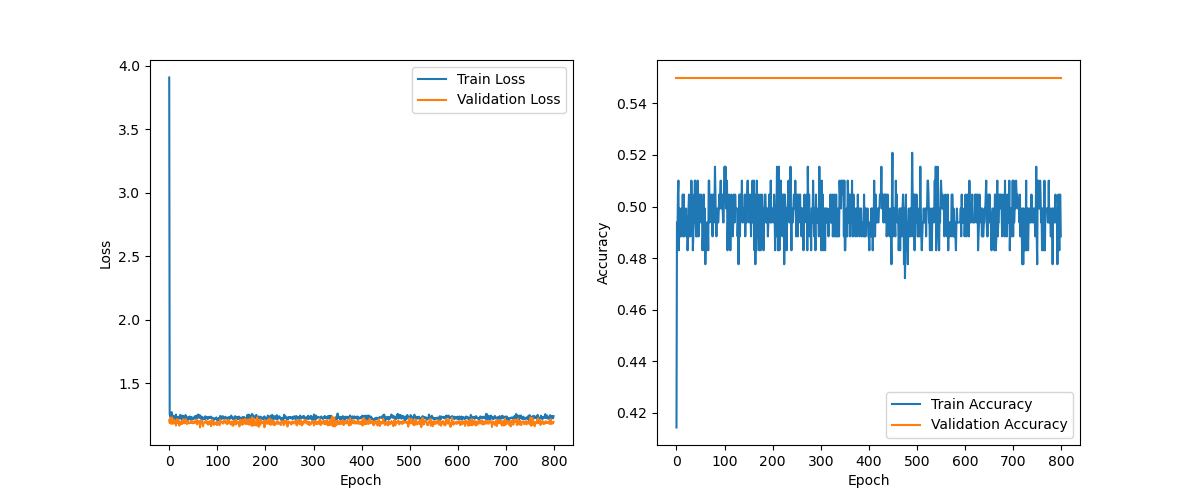 4.0
3.5
3.0
2.5
2.0
1.5
Loss
0 100 200 300 400 500 600 700 800
Epoch
Train Loss
Validation Loss
0.54
0.52
0.50
0.48
0.46
0.44
0.42
Accuracy
0 100 200 300 400 500 600 700 800
Epoch
Train Accuracy
Validation Accuracy